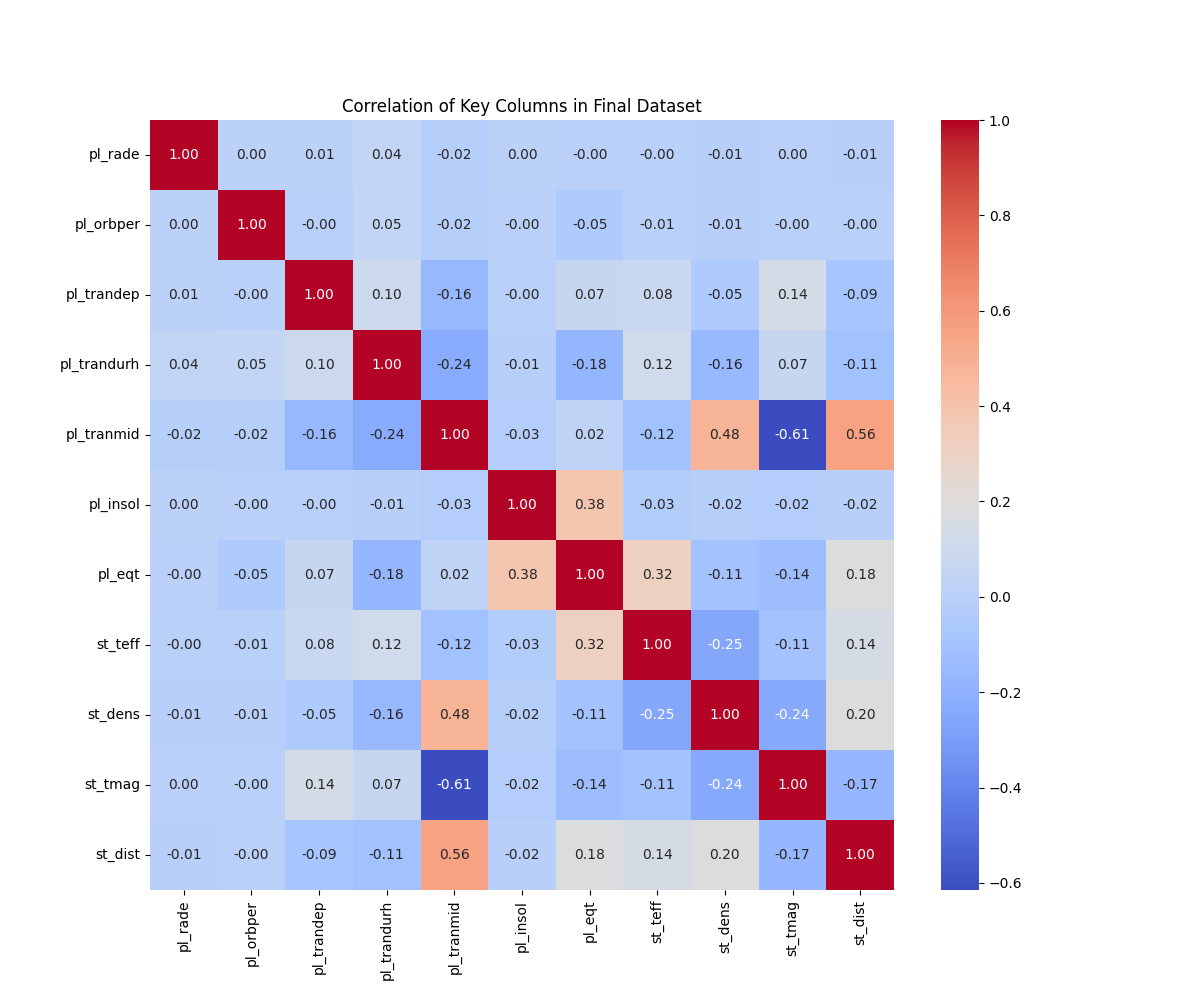 Correlation of Key Columns in Final Dataset
pl_rade 1.00 0.00 0.01 0.04 -0.02 0.00 -0.00 -0.00 -0.01 0.00 -0.01
pl_orbper 0.00 1.00 -0.00 0.05 -0.02 -0.00 -0.05 -0.01 -0.01 -0.00 -0.00
pl_trandep 0.01 -0.00 1.00 0.10 -0.16 -0.00 0.07 0.08 -0.05 0.14 -0.09
pl_trandurh 0.04 0.05 0.10 1.00 -0.24 -0.01 -0.18 0.12 -0.16 0.07 -0.11
pl_tranmid -0.02 -0.02 -0.16 -0.24 1.00 -0.03 0.02 -0.12 0.48 -0.61 0.56
pl_insol 0.00 -0.00 -0.00 -0.01 -0.03 1.00 0.38 -0.03 -0.02 -0.02 -0.02
pl_eqt -0.00 -0.05 0.07 -0.18 0.02 0.38 1.00 0.32 -0.11 -0.14 0.18
st_teff -0.00 -0.01 0.08 0.12 -0.12 -0.03 0.32 1.00 -0.25 -0.11 0.14
st_dens -0.01 -0.01 -0.05 -0.16 0.48 -0.02 -0.11 -0.25 1.00 -0.24 0.20
st_tmag 0.00 -0.00 0.14 0.07 -0.61 -0.02 -0.14 -0.11 -0.24 1.00 -0.17
st_dist -0.01 -0.00 -0.09 -0.11 0.56 -0.02 0.18 0.14 0.20 -0.17 1.00
pl_rade pl_orbper pl_trandep pl_trandurh pl_tranmid pl_insol pl_eqt st_teff st_dens st_tmag st_dist
1.0
0.8
0.6
0.4
0.2
0.0
−0.2
−0.4
−0.6